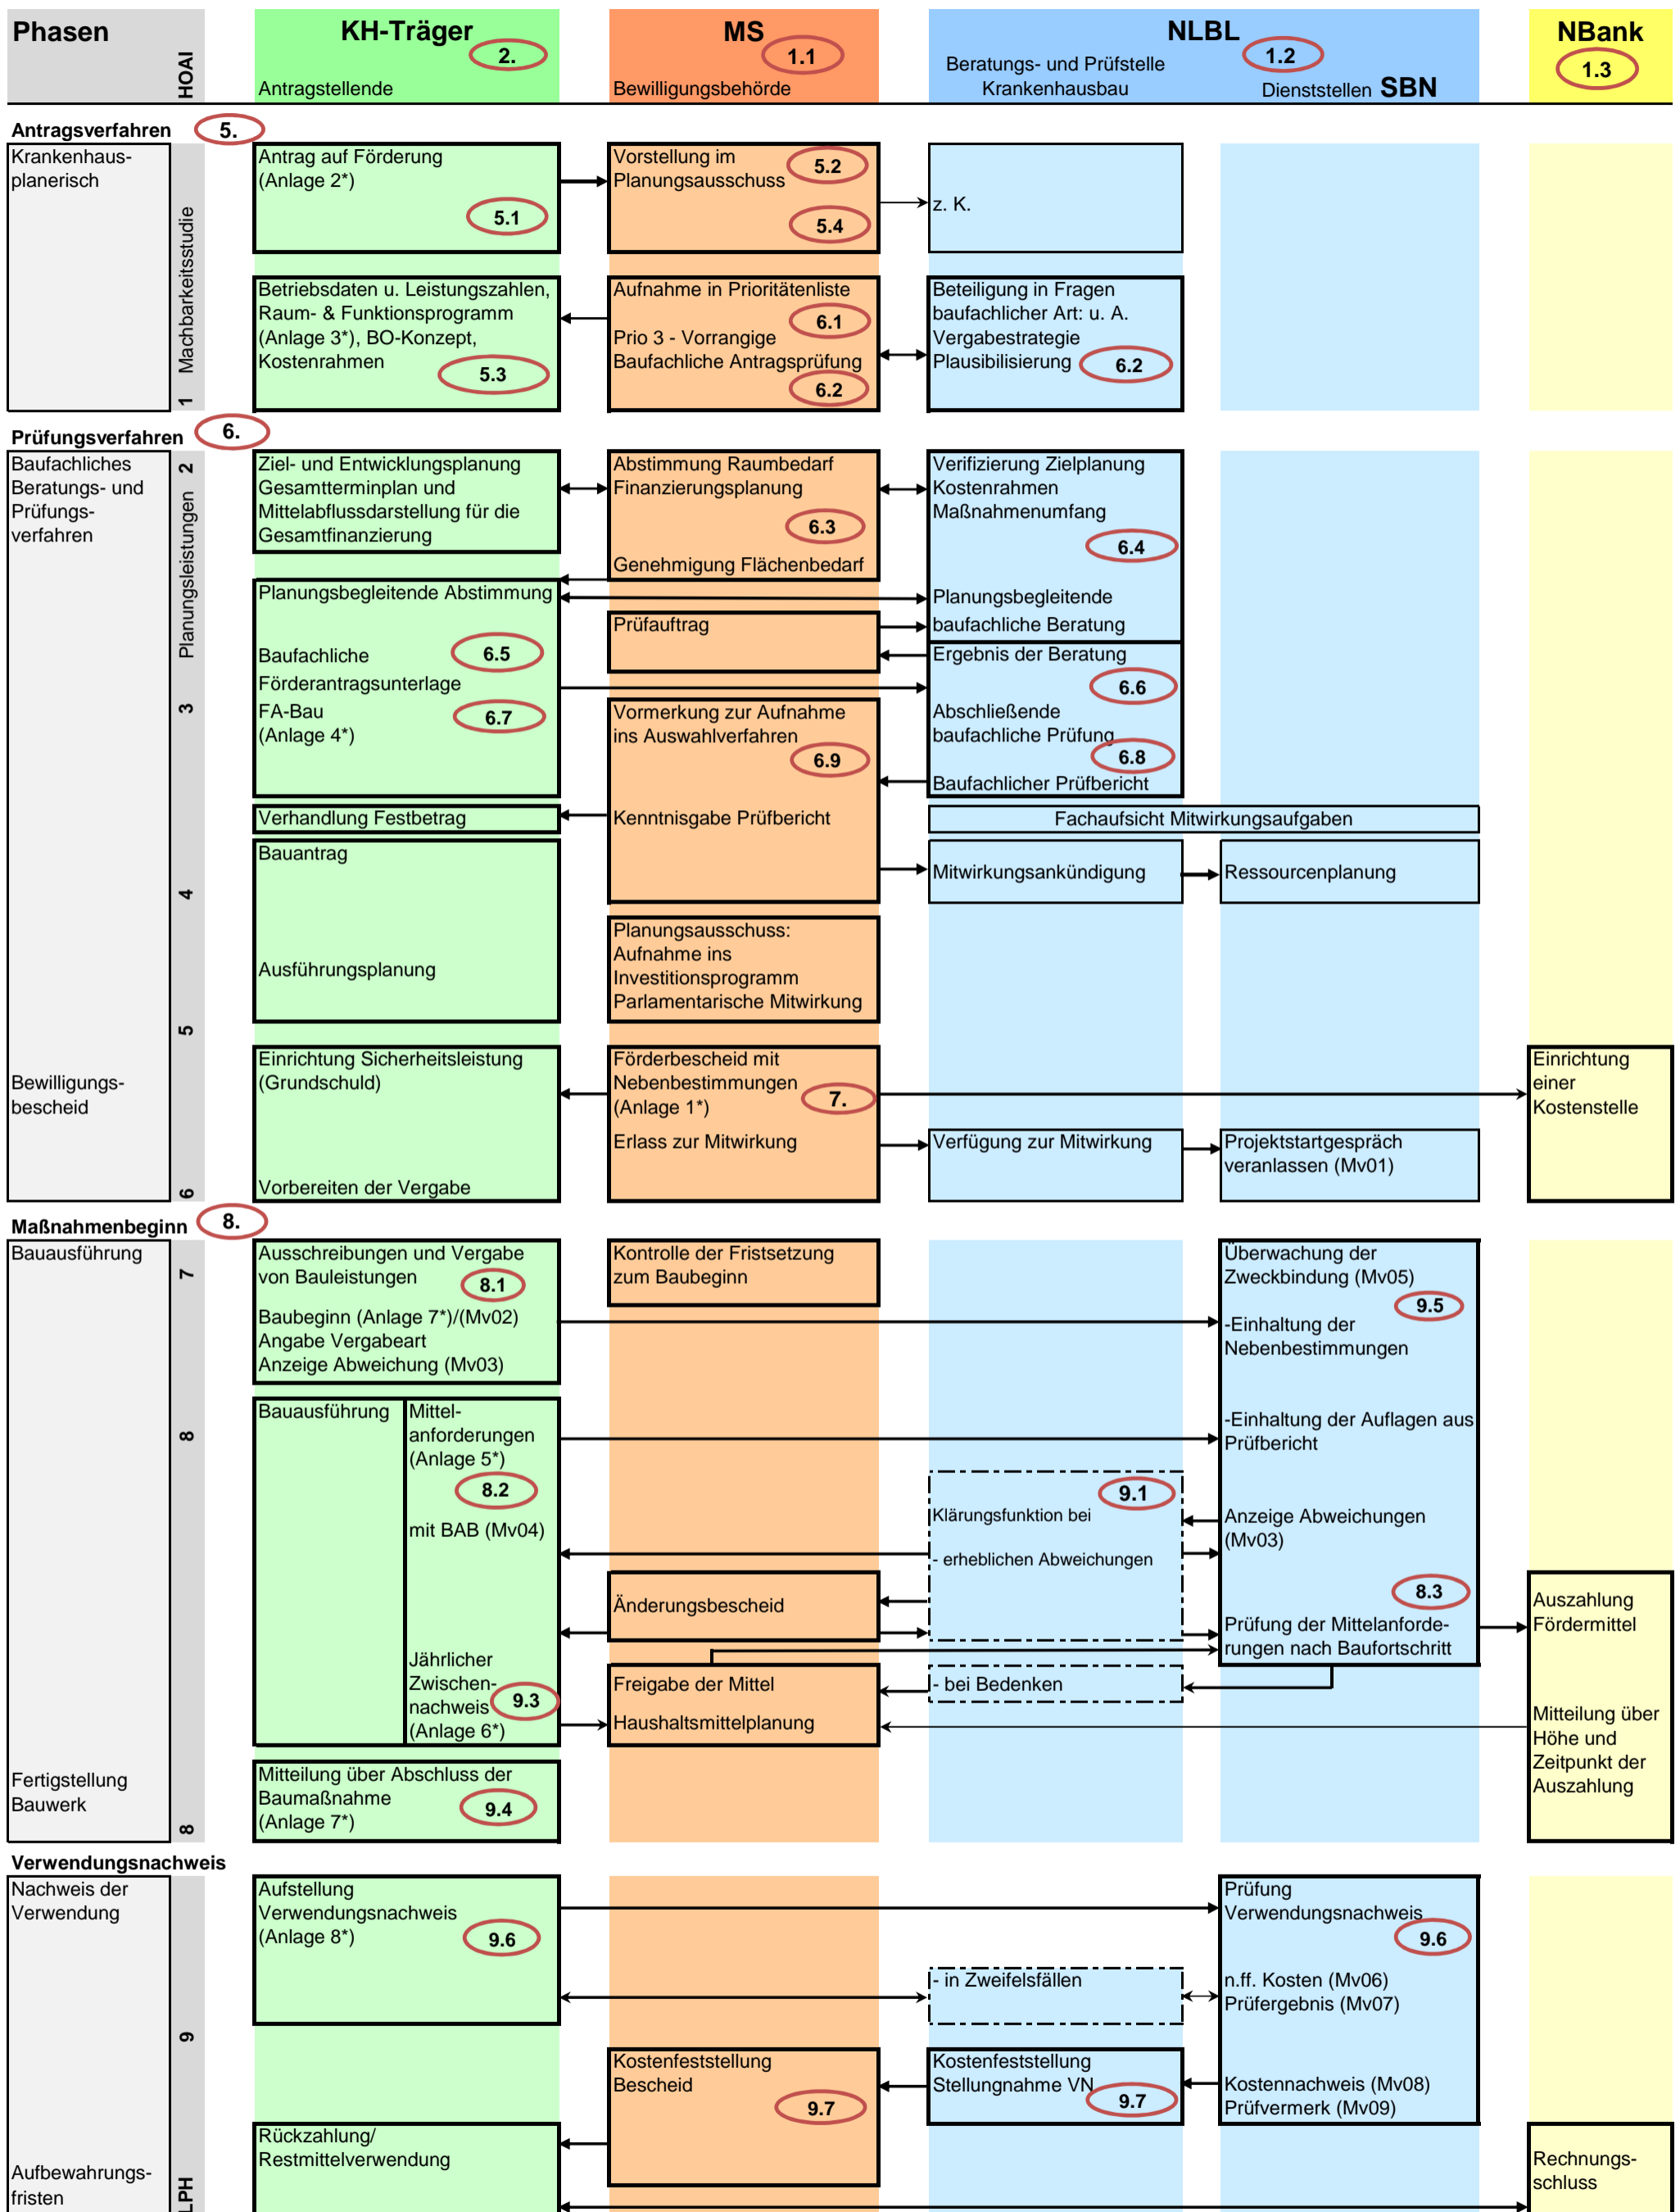 Phasen
HOAI
KH-Träger
2.
Antragstellende
MS
1.1
Bewilligungsbehörde
NLBL
1.2
Beratungs- und Prüfstelle
Krankenhausbau
Dienststellen SBN
NBank
1.3
Antragsverfahren
5.
Krankenhaus-
planerisch
1 Machbarkeitsstudie
Antrag auf Förderung
(Anlage 2*)
5.1
Vorstellung im
Planungsausschuss
5.2
5.4
z. K.
Betriebsdaten u. Leistungszahlen,
Raum- & Funktionsprogramm
(Anlage 3*), BO-Konzept,
Kostenrahmen
5.3
Aufnahme in Prioritätenliste
6.1
Prio 3 - Vorrangige
Baufachliche Antragsprüfung
6.2
Beteiligung in Fragen
baufachlicher Art: u. A.
Vergabestrategie
Plausibilisierung
6.2
Prüfungsverfahren
6.
Baufachliches
Beratungs- und
Prüfungs-
verfahren
Planungsleistungen 2
Ziel- und Entwicklungsplanung
Gesamtterminplan und
Mittelabflussdarstellung für die
Gesamtfinanzierung
Abstimmung Raumbedarf
Finanzierungsplanung
6.3
Genehmigung Flächenbedarf
Verifizierung Zielplanung
Kostenrahmen
Maßnahmenumfang
6.4
Planungsbegleitende
baufachliche Beratung
Planungsbegleitende Abstimmung
Baufachliche
6.5
Förderantragsunterlage
FA-Bau
6.7
(Anlage 4*)
3
Prüfauftrag
Ergebnis der Beratung
6.6
Abschließende
baufachliche Prüfung
6.8
Baufachlicher Prüfbericht
Vormerkung zur Aufnahme
ins Auswahlverfahren
6.9
Kenntnisgabe Prüfbericht
Verhandlung Festbetrag
Fachaufsicht Mitwirkungsaufgaben
4
Bauantrag
Ausführungsplanung
Mitwirkungsankündigung
Ressourcenplanung
Planungsausschuss:
Aufnahme ins
Investitionsprogramm
Parlamentarische Mitwirkung
5
Bewilligungs-
bescheid
6
Einrichtung Sicherheitsleistung
(Grundschuld)
Vorbereiten der Vergabe
Förderbescheid mit
Nebenbestimmungen
(Anlage 1*)
7.
Erlass zur Mitwirkung
Verfügung zur Mitwirkung
Projektstartgespräch
veranlassen (Mv01)
Einrichtung
einer
Kostenstelle
Maßnahmenbeginn
8.
Bauausführung
7
Ausschreibungen und Vergabe
von Bauleistungen
8.1
Baubeginn (Anlage 7*)/(Mv02)
Angabe Vergabeart
Anzeige Abweichung (Mv03)
Kontrolle der Fristsetzung
zum Baubeginn
Überwachung der
Zweckbindung (Mv05)
9.5
-Einhaltung der
Nebenbestimmungen
-Einhaltung der Auflagen aus
Prüfbericht
Anzeige Abweichungen
(Mv03)
8.3
Prüfung der Mittelanforde-
rungen nach Baufortschritt
8
Bauausführung
Mittel-
anforderungen
(Anlage 5*)
8.2
mit BAB (Mv04)
Jährlicher
Zwischen-
nachweis
9.3
(Anlage 6*)
9.1
Klärungsfunktion bei
- erheblichen Abweichungen
Änderungsbescheid
Freigabe der Mittel
Haushaltsmittelplanung
- bei Bedenken
Auszahlung
Fördermittel
Mitteilung über
Höhe und
Zeitpunkt der
Auszahlung
Fertigstellung
Bauwerk
8
Mitteilung über Abschluss der
Baumaßnahme
(Anlage 7*)
9.4
Verwendungsnachweis
Nachweis der
Verwendung
9
Aufstellung
Verwendungsnachweis
(Anlage 8*)
9.6
- in Zweifelsfällen
Prüfung
Verwendungsnachweis
9.6
n.ff. Kosten (Mv06)
Prüfergebnis (Mv07)
Kostennachweis (Mv08)
Prüfvermerk (Mv09)
Kostenfeststellung
Bescheid
9.7
Kostenfeststellung
Stellungnahme VN
9.7
Rückzahlung/
Restmittelverwendung
Aufbewahrungs-
fristen
LPH
Rechnungs-
schluss